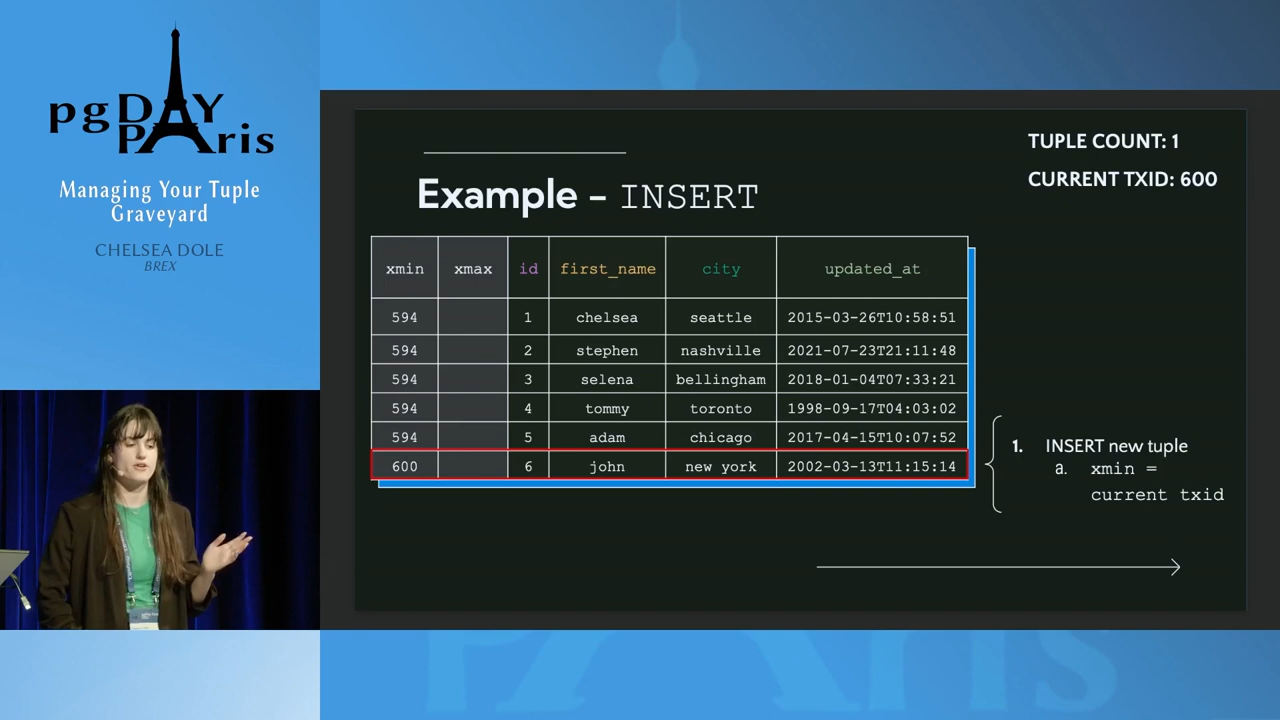 pgDAY
PAris
Managing Your Tuple
Graveyard
CHELSEA DOLE
BREX
TUPLE COUNT: 1
CURRENT TXID: 600
Example - INSERT
xmin xmax id first_name city updated_at
594 1 chelsea seattle 2015-03-26T10:58:51
594 2 stephen nashville 2021-07-23T21:11:48
594 3 selena bellingham 2018-01-04T07:33:21
594 4 tommy toronto 1998-09-17T04:03:02
594 5 adam chicago 2017-04-15T10:07:52
600 6 john new york 2002-03-13T11:15:14
1. INSERT new tuple
a. xmin =
current txid